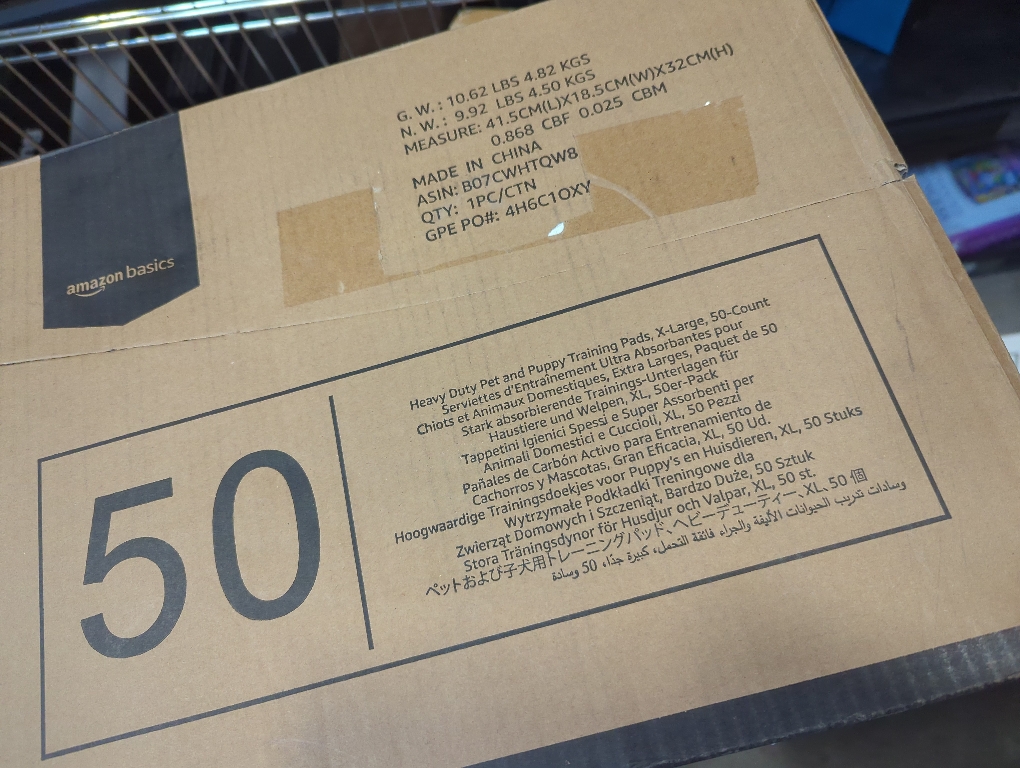 G. W. : 10.62 LBS 4.82 KGS
N. W. : 9.92 LBS 4.50 KGS
MEASURE: 41.5CM(L)X18.5CM(W)X32CM(H)
0.868 CBF 0.025 CBM
MADE IN CHINA
ASIN: B07CWHTQW8
QTY: 1PC/CTN
GPE PO#: 4H6C1OXY
amazon basics
50
Heavy Duty Pet and Puppy Training Pads, X-Large, 50-Count
Serviettes d'Entraînement Ultra Absorbantes pour
Chiots et Animaux Domestiques, Extra Larges, Paquet de 50
Stark absorbierende Trainings-Unterlagen für
Haustiere und Welpen, XL, 50er-Pack
Tappetini Igienici Spessi e Super Assorbenti per
Animali Domestici e Cuccioli, XL, 50 Pezzi
Pañales de Carbón Activo para Entrenamiento de
Cachorros y Mascotas, Gran Eficacia, XL, 50 Ud.
Hoogwaardige Trainingsdoekjes voor Puppy's en Huisdieren, XL, 50 Stuks
Wytrzymałe Podkładki Treningowe dla
Zwierząt Domowych i Szczeniąt, Bardzo Duże, 50 Sztuk
Stora Träningsdynor för Husdjur och Valpar, XL, 50 st.
ペットおよび子犬用トレーニングパッド、ヘビーデューティー、XL、50 個
وسادات تدريب الحيوانات الأليفة والجراء فائقة التحمل، كبيرة جدًا، 50 وسادة